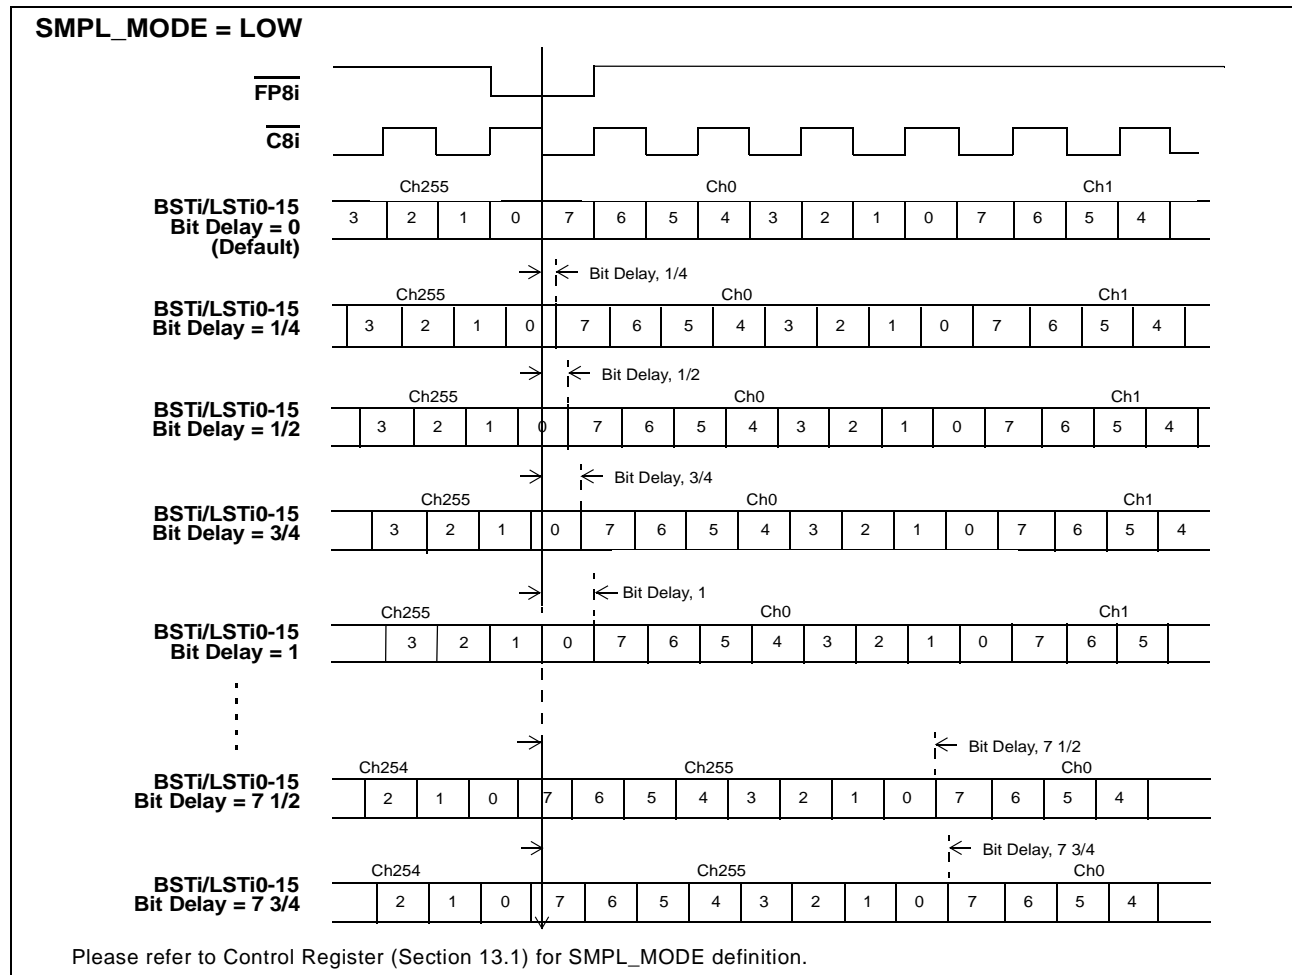 SMPL_MODE = LOW
FP8i
C8i
Ch255 Ch0 Ch1
BSTi/LSTi0-15
Bit Delay = 0
(Default)
3 2 1 0 7 6 5 4 3 2 1 0 7 6 5 4
Bit Delay, 1/4
Ch255 Ch0 Ch1
BSTi/LSTi0-15
Bit Delay = 1/4
3 2 1 0 7 6 5 4 3 2 1 0 7 6 5 4
Bit Delay, 1/2
Ch255 Ch0 Ch1
BSTi/LSTi0-15
Bit Delay = 1/2
3 2 1 0 7 6 5 4 3 2 1 0 7 6 5 4
Bit Delay, 3/4
Ch255 Ch0 Ch1
BSTi/LSTi0-15
Bit Delay = 3/4
3 2 1 0 7 6 5 4 3 2 1 0 7 6 5 4
Bit Delay, 1
Ch255 Ch0 Ch1
BSTi/LSTi0-15
Bit Delay = 1
3 2 1 0 7 6 5 4 3 2 1 0 7 6 5
Bit Delay, 7 1/2
Ch254 Ch255 Ch0
BSTi/LSTi0-15
Bit Delay = 7 1/2
2 1 0 7 6 5 4 3 2 1 0 7 6 5 4
Bit Delay, 7 3/4
Ch254 Ch255 Ch0
BSTi/LSTi0-15
Bit Delay = 7 3/4
2 1 0 7 6 5 4 3 2 1 0 7 6 5 4
Please refer to Control Register (Section 13.1) for SMPL_MODE definition.